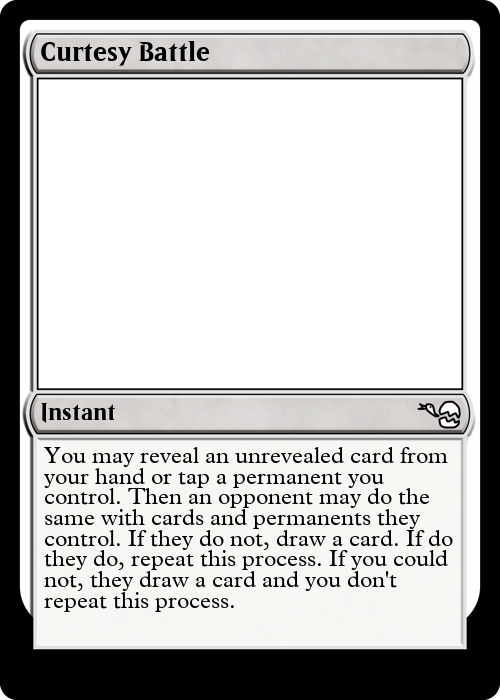 Curtesy Battle
Instant
You may reveal an unrevealed card from
your hand or tap a permanent you
control. Then an opponent may do the
same with cards and permanents they
control. If they do not, draw a card. If do
they do, repeat this process. If you could
not, they draw a card and you don't
repeat this process.